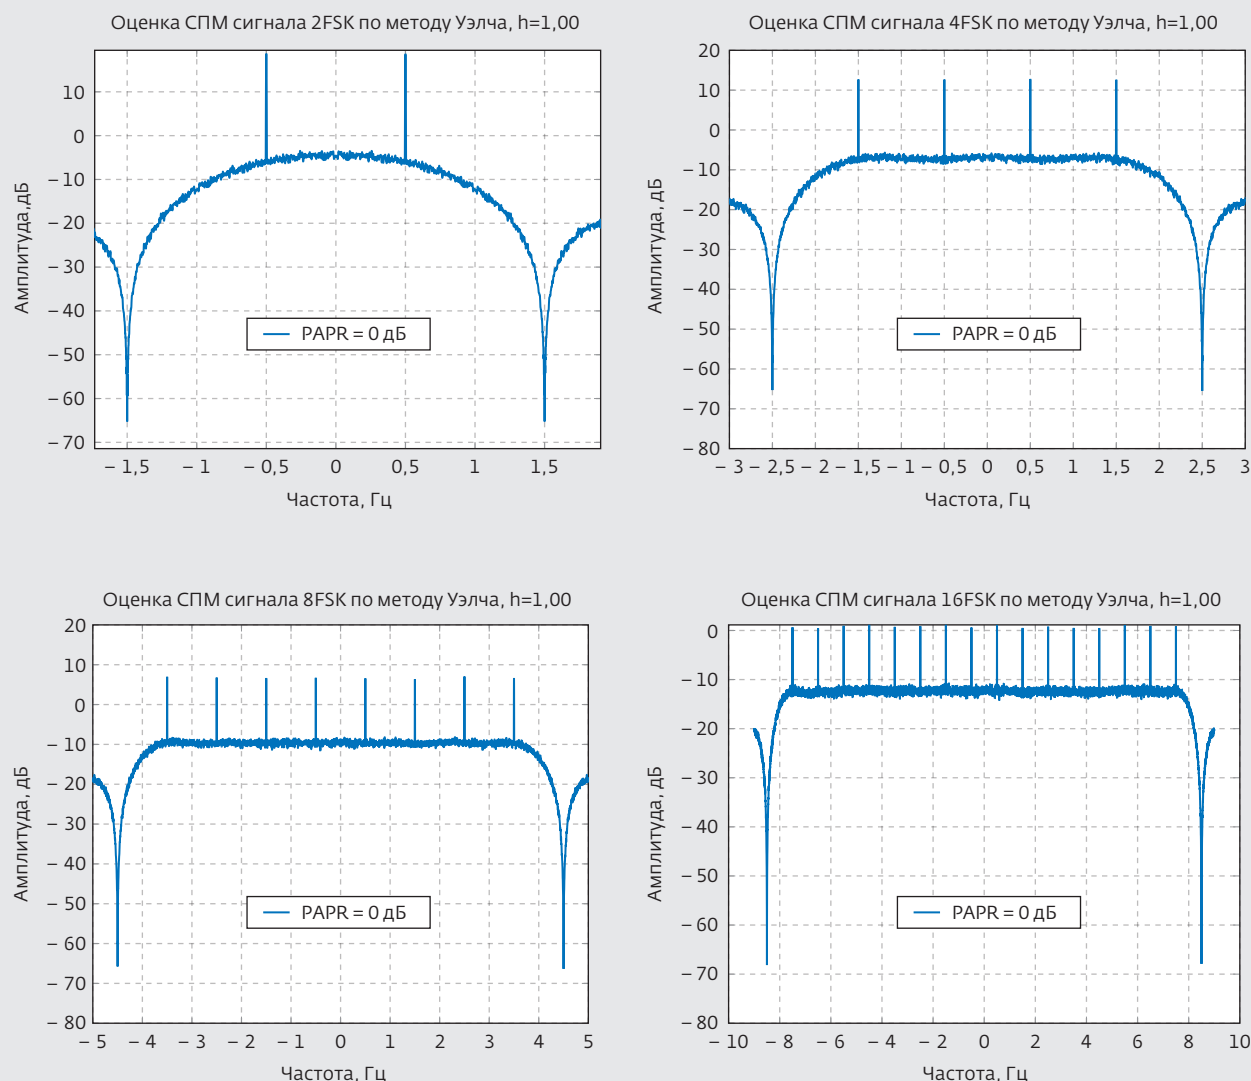 Оценка СПМ сигнала 2FSK по методу Уэлча, h=1,00
10
0
– 10
– 20
– 30
– 40
– 50
– 60
– 70
Амплитуда,дБ
PAPR = 0 дБ
– 1,5 – 1 – 0,5 0 0,5 1 1,5
Частота, Гц
Оценка СПМ сигнала 4FSK по методу Уэлча, h=1,00
20
10
0
– 10
– 20
– 30
– 40
– 50
– 60
– 70
– 80
Амплитуда, дБ
PAPR = 0 дБ
– 3 – 2,5 – 2 – 1,5 – 1 – 0,5 0 0,5 1 1,5 2 2,5 3
Частота, Гц
Оценка СПМ сигнала 8FSK по методу Уэлча, h=1,00
20
10
0
– 10
– 20
– 30
– 40
– 50
– 60
– 70
– 80
Амплитуда, дБ
PAPR = 0 дБ
– 5 – 4 – 3 – 2 – 1 0 1 2 3 4 5
Частота, Гц
Оценка СПМ сигнала 16FSK по методу Уэлча, h=1,00
0
– 10
– 20
– 30
– 40
– 50
– 60
– 70
– 80
Амплитуда, дБ
PAPR = 0 дБ
– 10 – 8 – 6 – 4 – 2 0 2 4 6 8 10
Частота, Гц